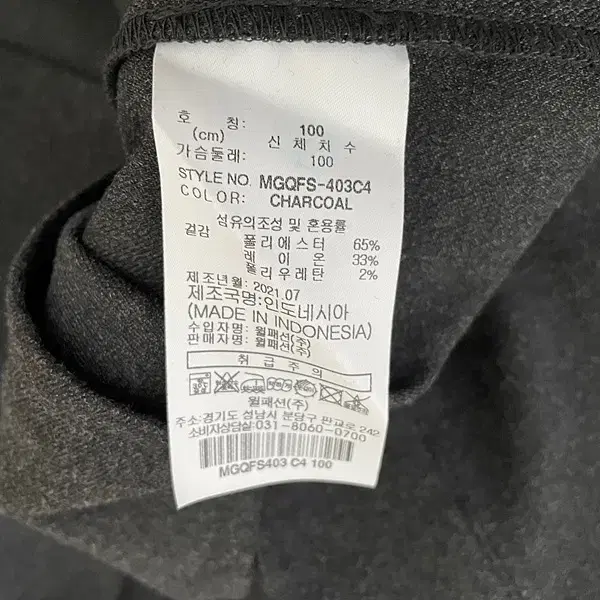 호 칭: 100
(cm) 신 체 치 수
가슴둘레: 100
STYLE NO. MGQFS-403C4
COLOR: CHARCOAL
섬유의조성 및 혼용률
겉감 폴리에스터 65%
레 이 온 33%
폴리우레탄 2%
제조년월: 2021.07
제조국명:인도네시아
(MADE IN INDONESIA)
수입자명: 월패션(주)
판매자명: 월패션(주)
취 급 주 의
월패션(주)
주소:경기도 성남시 분당구 판교로 242
소비자상담실:031-8060-0700
MGQFS403 C4 100